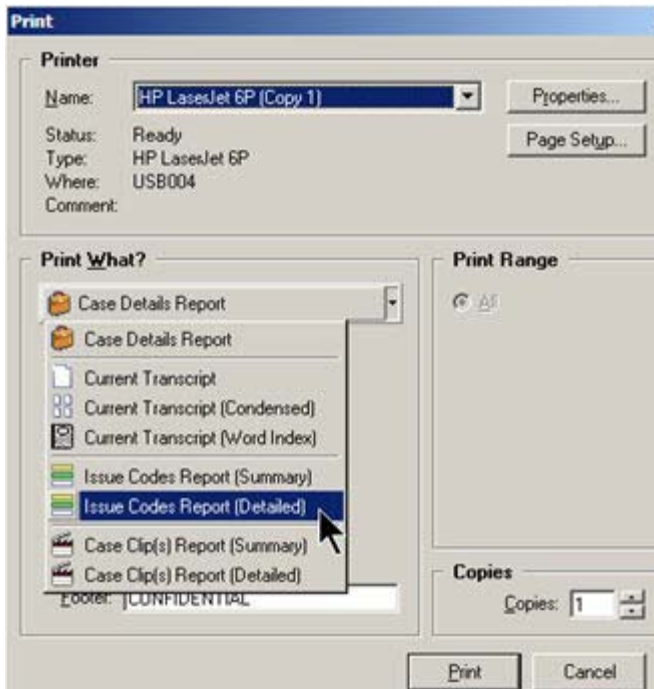 Print
Printer
Name: HP LaserJet 6P (Copy 1)
Properties...
Status: Ready
Page Setup...
Type: HP LaserJet 6P
Where: USB004
Comment:
Print What?
Case Details Report
Case Details Report
Current Transcript
Current Transcript (Condensed)
Current Transcript (Word Index)
Issue Codes Report (Summary)
Issue Codes Report (Detailed)
Case Clip(s) Report (Summary)
Case Clip(s) Report (Detailed)
Footer: CONFIDENTIAL
Print Range
All
Copies
Copies: 1
Print
Cancel